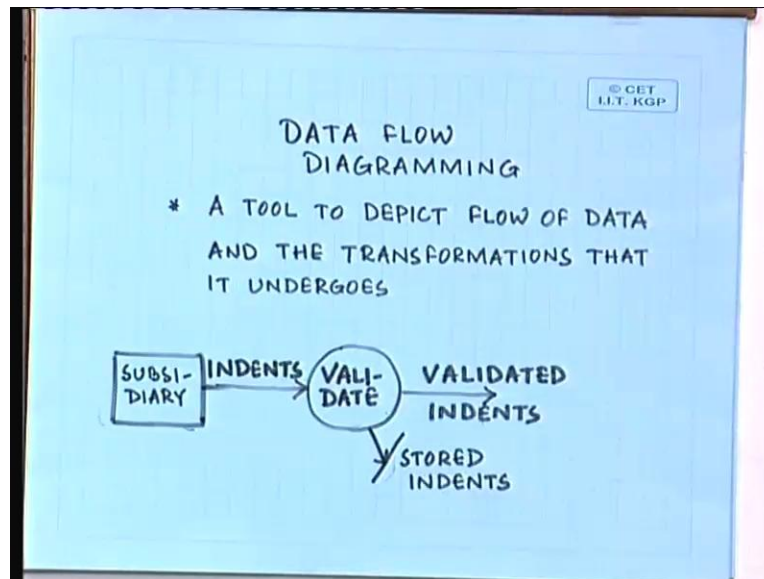 © CET
I.I.T. KGP
DATA FLOW
DIAGRAMMING
* A TOOL TO DEPICT FLOW OF DATA
AND THE TRANSFORMATIONS THAT
IT UNDERGOES
SUBSI-
DIARY
INDENTS
VALI-
DATE
VALIDATED
INDENTS
STORED
INDENTS